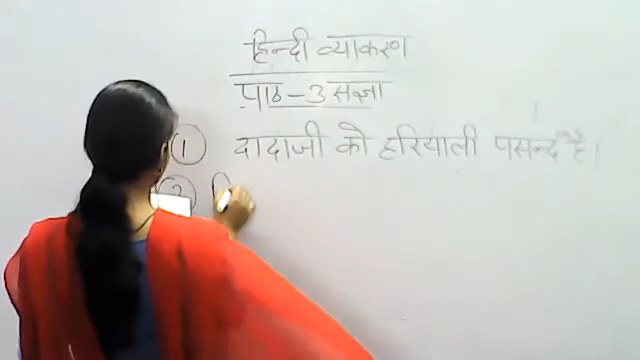 हिन्दी व्याकरण
पाठ - 3 संज्ञा
1 दादाजी को हरियाली पसन्द है।
2